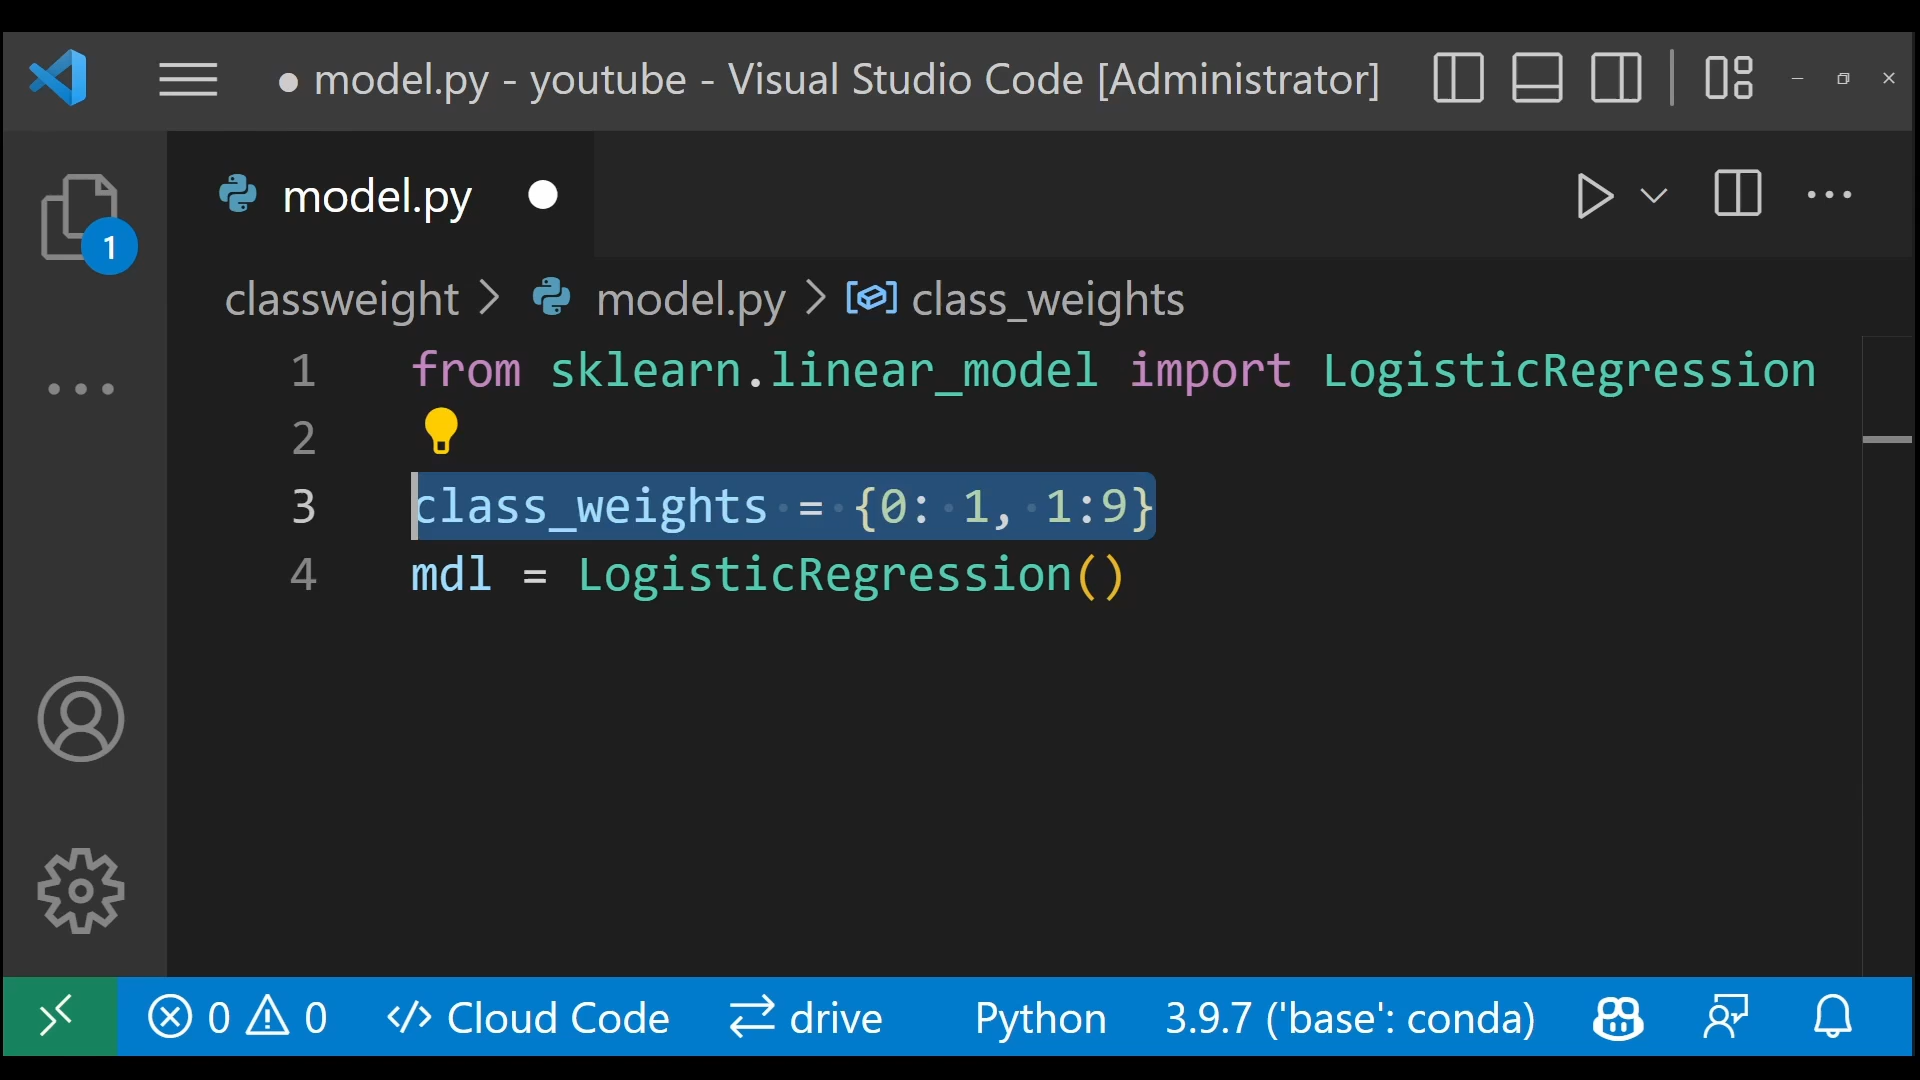 ● model.py - youtube - Visual Studio Code [Administrator]
model.py
1
classweight > model.py > class_weights
1 from sklearn.linear_model import LogisticRegression
2
3 class_weights = {0: 1, 1:9}
4 mdl = LogisticRegression()
0 0 Cloud Code drive Python 3.9.7 ('base': conda)